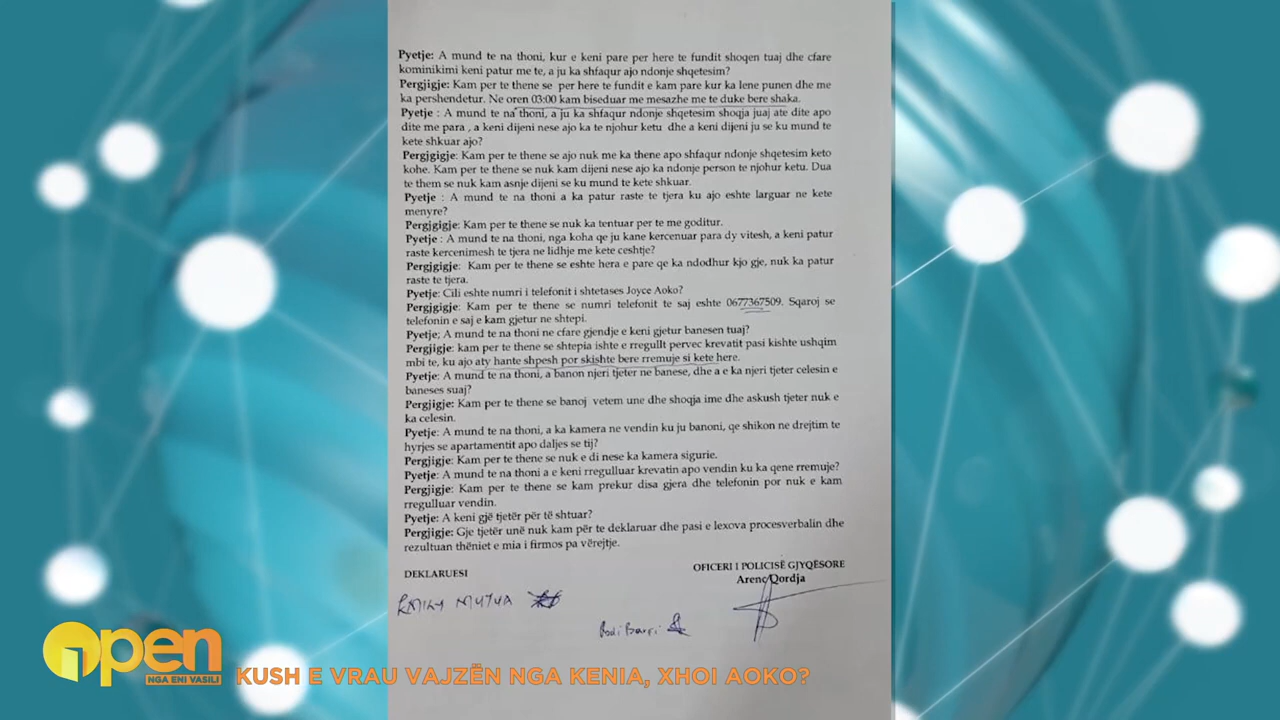 Pyetje: A mund te na thoni, kur e keni pare per here te fundit shoqen tuaj dhe cfare
kominikimi keni patur me te, a ju ka shfaqur ajo ndonje shqetesim?
Pergjigje: Kam per te thene se per here te fundit e kam pare kur ka lene punen dhe me
ka pershendetur. Ne oren 03:00 kam biseduar me mesazhe me te duke bere shaka.
Pyetje : A mund te na thoni, a ju ka shfaqur ndonje shqetesim shoqja juaj ate dite apo
dite me para , a keni dijeni nese ajo ka te njohur ketu dhe a keni dijeni ju se ku mund te
kete shkuar ajo?
Pergjgigje: Kam per te thene se ajo nuk me ka thene apo shfaqur ndonje shqetesim keto
kohe. Kam per te thene se nuk kam dijeni nese ajo ka ndonje person te njohur ketu. Dua
te them se nuk kam asnje dijeni se ku mund te kete shkuar.
Pyetje : A mund te na thoni a ka patur raste te tjera ku ajo eshte larguar ne kete
menyre?
Pergjgigje: Kam per te thene se nuk ka tentuar per te me goditur.
Pyetje : A mund te na thoni, nga koha qe ju kane kercenuar para dy vitesh, a keni patur
raste kercenimesh te tjera ne lidhje me kete ceshtje?
Pergjgigje: Kam per te thene se eshte hera e pare qe ka ndodhur kjo gje, nuk ka patur
raste te tjera.
Pyetje: Cili eshte numri i telefonit i shtetases Joyce Aoko?
Pergjgigje: Kam per te thene se numri telefonit te saj eshte 0677367509. Sqaroj se
telefonin e saj e kam gjetur ne shtepi.
Pyetje; A mund te na thoni ne cfare gjendje e keni gjetur banesen tuaj?
Pergjigje: kam per te thene se shtepia ishte e rregullt pervec krevatit pasi kishte ushqim
mbi te, ku ajo aty hante shpesh por skishte bere rremuje si kete here.
Pyetje: A mund te na thoni, a banon njeri tjeter ne banese, dhe a e ka njeri tjeter celesin e
baneses suaj?
Pergjigje: Kam per te thene se banoj vetem une dhe shoqja ime dhe askush tjeter nuk e
ka celesin.
Pyetje: A mund te na thoni, a ka kamera ne vendin ku ju banoni, qe shikon ne drejtim te
hyrjes se apartamentit apo daljes se tij?
Pergjigje: Kam per te thene se nuk e di nese ka kamera sigurie.
Pyetje: A mund te na thoni a e keni rregulluar krevatin apo vendin ku ka qene rremuje?
Pergjigje: Kam per te thene se kam prekur disa gjera dhe telefonin por nuk e kam
rregulluar vendin.
Pyetje: A keni gjë tjetër për të shtuar?
Pergjigje: Gje tjetër unë nuk kam për te deklaruar dhe pasi e lexova procesverbalin dhe
rezultuan thëniet e mia i firmos pa vërejtje.
DEKLARUESI
OFICERI I POLICISË GJYQËSORE
Arenc Qordja
EMILY MUTUA
Open
NGA ENI VASILI
KUSH E VRAU VAJZËN NGA KENIA, XHOI AOKO?